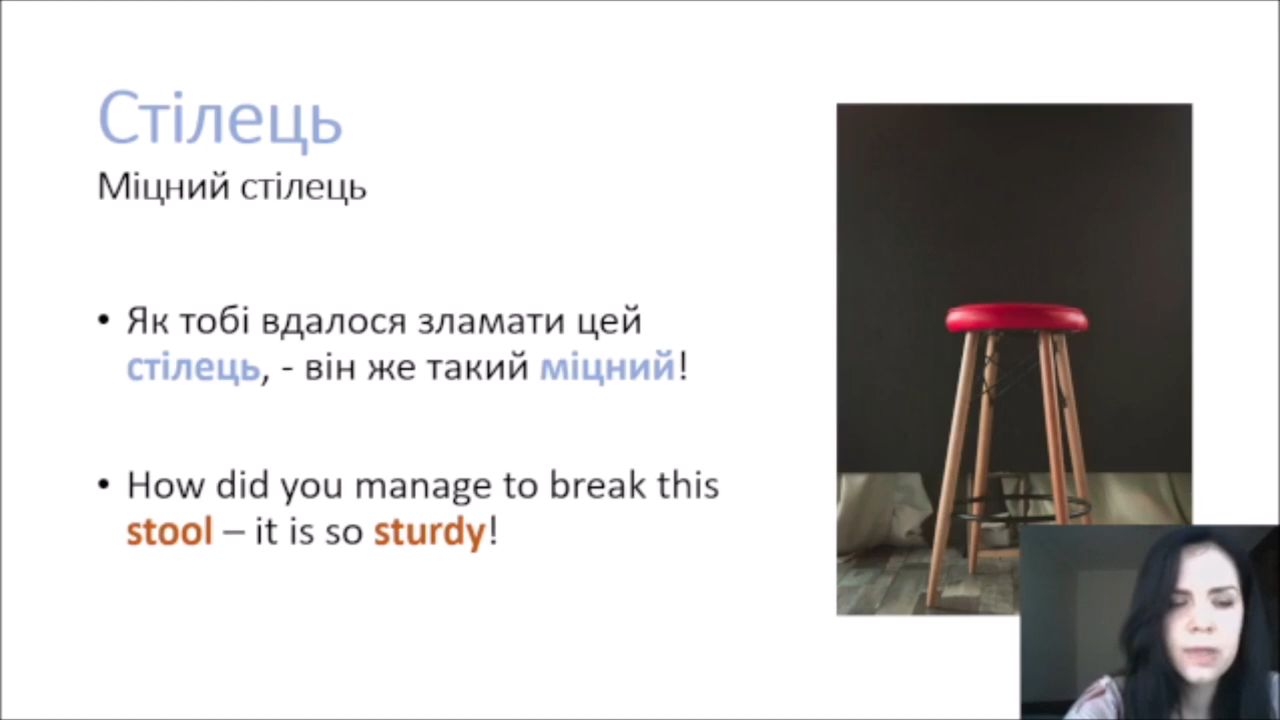 Стілець
Міцний стілець
• Як тобі вдалося зламати цей
стілець, - він же такий міцний!
• How did you manage to break this
stool – it is so sturdy!